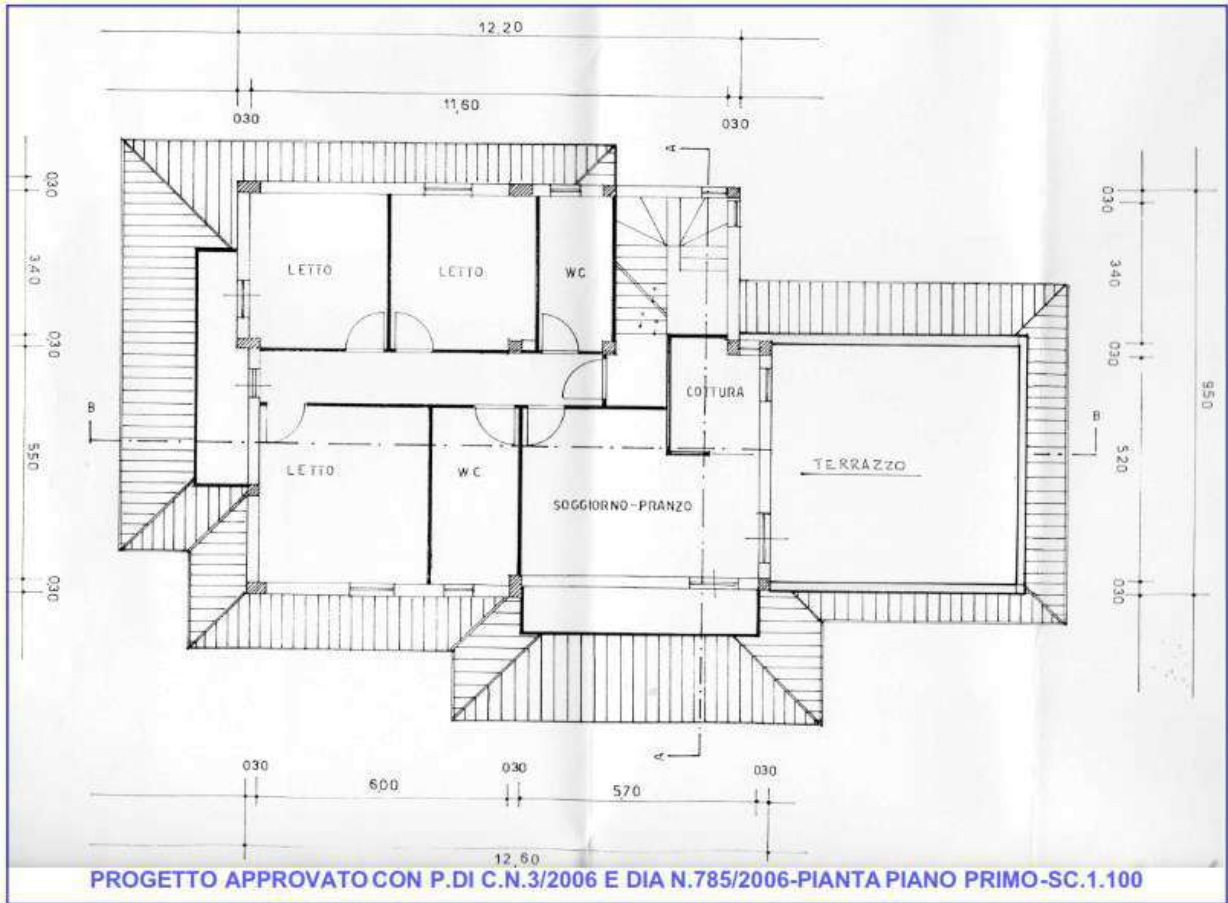 12,20
11,60
030
030
A
030
340
030
550
030
LETTO
LETTO
WC
COTTURA
B
B
LETTO
WC
SOGGIORNO-PRANZO
TERRAZZO
030
340
030
520
030
950
A
030
600
030
570
030
12,60
PROGETTO APPROVATO CON P.DI C.N.3/2006 E DIA N.785/2006-PIANTA PIANO PRIMO-SC.1.100